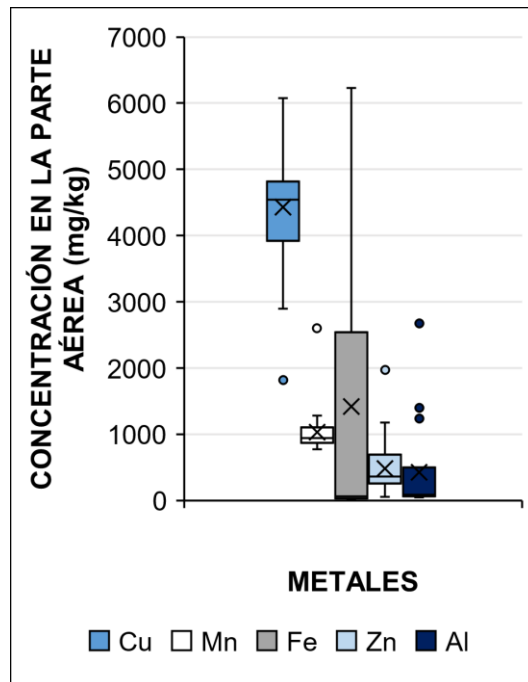 CONCENTRACIÓN EN LA PARTE
AÉREA (mg/kg)
7000
6000
5000
4000
3000
2000
1000
0
METALES
Cu Mn Fe Zn Al